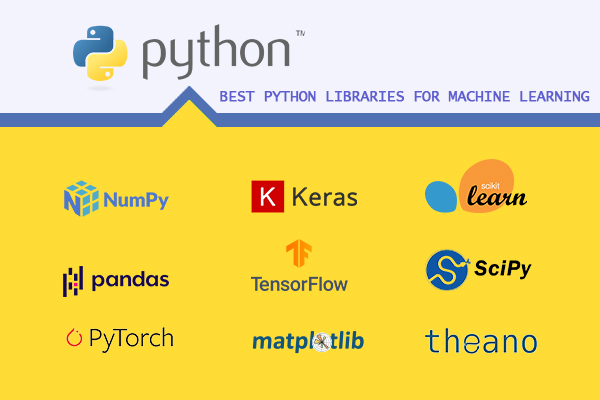 python™
BEST PYTHON LIBRARIES FOR MACHINE LEARNING
NumPy
K Keras
scikit
learn
pandas
TensorFlow
SciPy
PyTorch
matplotlib
theano